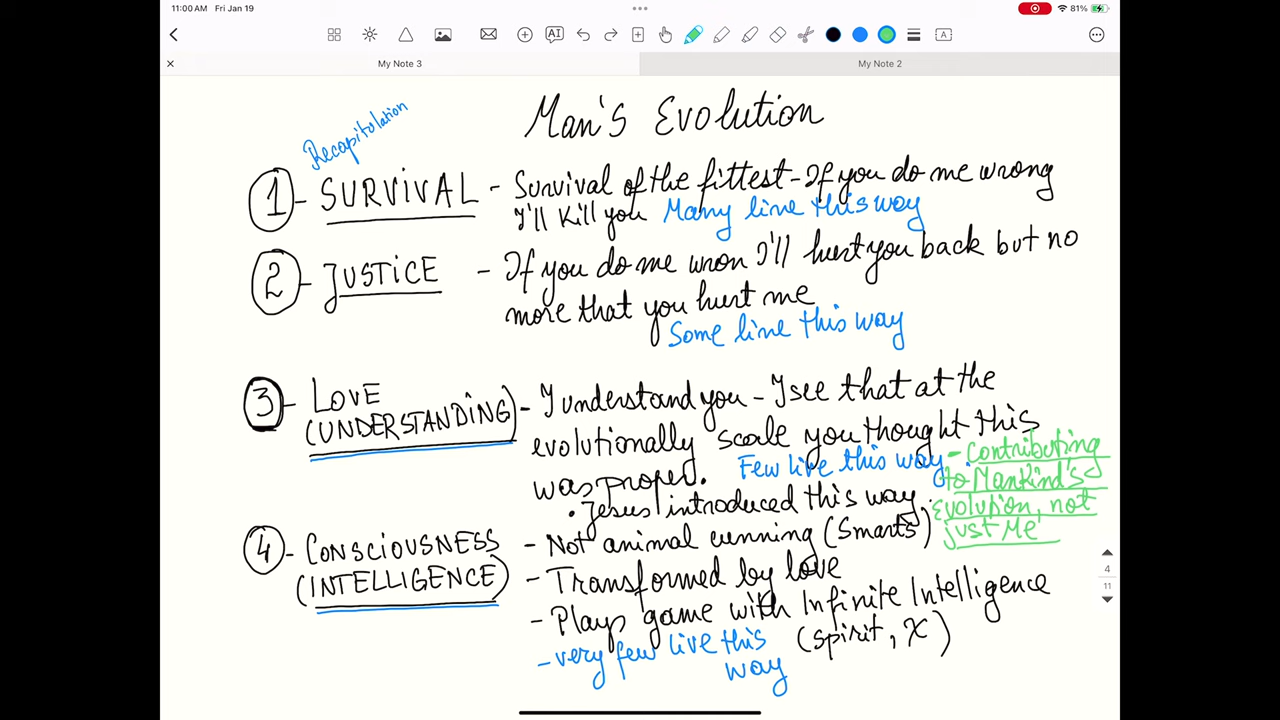 11:00 AM Fri Jan 19
81%
My Note 3
My Note 2
Man's Evolution
Recapitolation
1 - SURVIVAL - Survival of the fittest - If you do me wrong
I'll kill you Many line this way
2 - JUSTICE - If you do me wron I'll hurt you back but no
more that you hurt me
Some line this way
3 - LOVE - I understand you - I see that at the
(UNDERSTANDING)
evolutionally scale you thought this
was proper. Few live this way
- Contributing
to Mankind's
Evolution, not
just Me
• Jesus introduced this way.
4 - CONSCIOUSNESS - Not animal cunning (Smarts)
(INTELLIGENCE) - Transformed by love
- Plays game with Infinite Intelligence
(spirit, X)
- very few live this
way
4
11